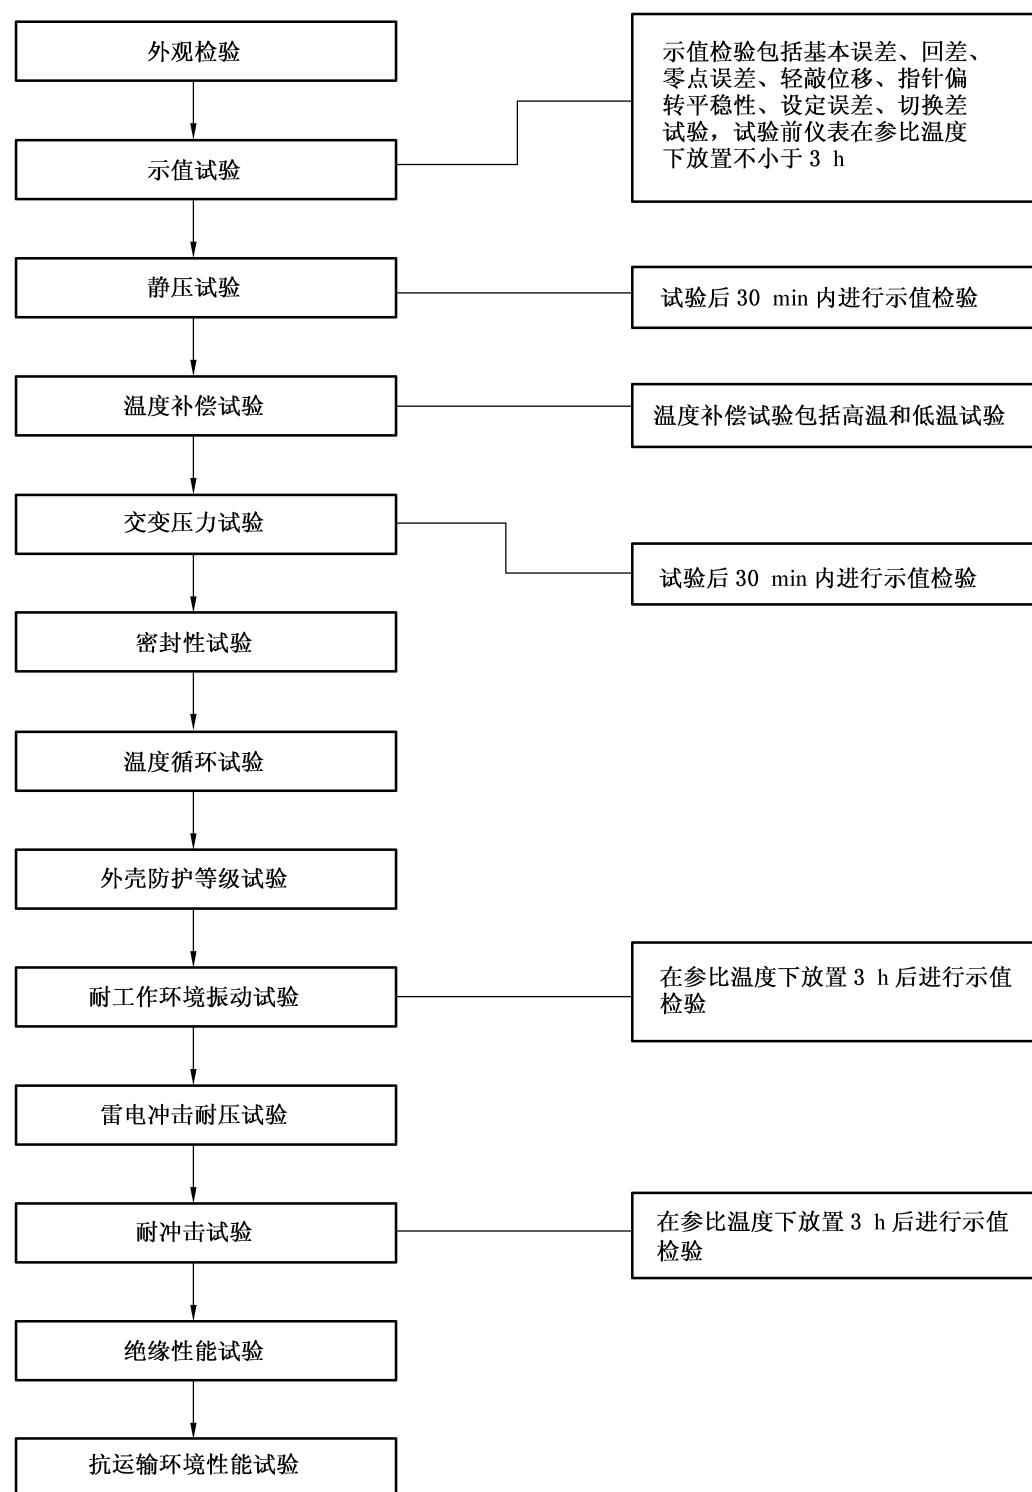 外观检验
示值检验包括基本误差、回差、
零点误差、轻敲位移、指针偏
转平稳性、设定误差、切换差
试验，试验前仪表在参比温度
下放置不小于 3 h
示值试验
静压试验
试验后 30 min 内进行示值检验
温度补偿试验
温度补偿试验包括高温和低温试验
交变压力试验
试验后 30 min 内进行示值检验
密封性试验
温度循环试验
外壳防护等级试验
耐工作环境振动试验
在参比温度下放置 3 h 后进行示值
检验
雷电冲击耐压试验
耐冲击试验
在参比温度下放置 3 h 后进行示值
检验
绝缘性能试验
抗运输环境性能试验